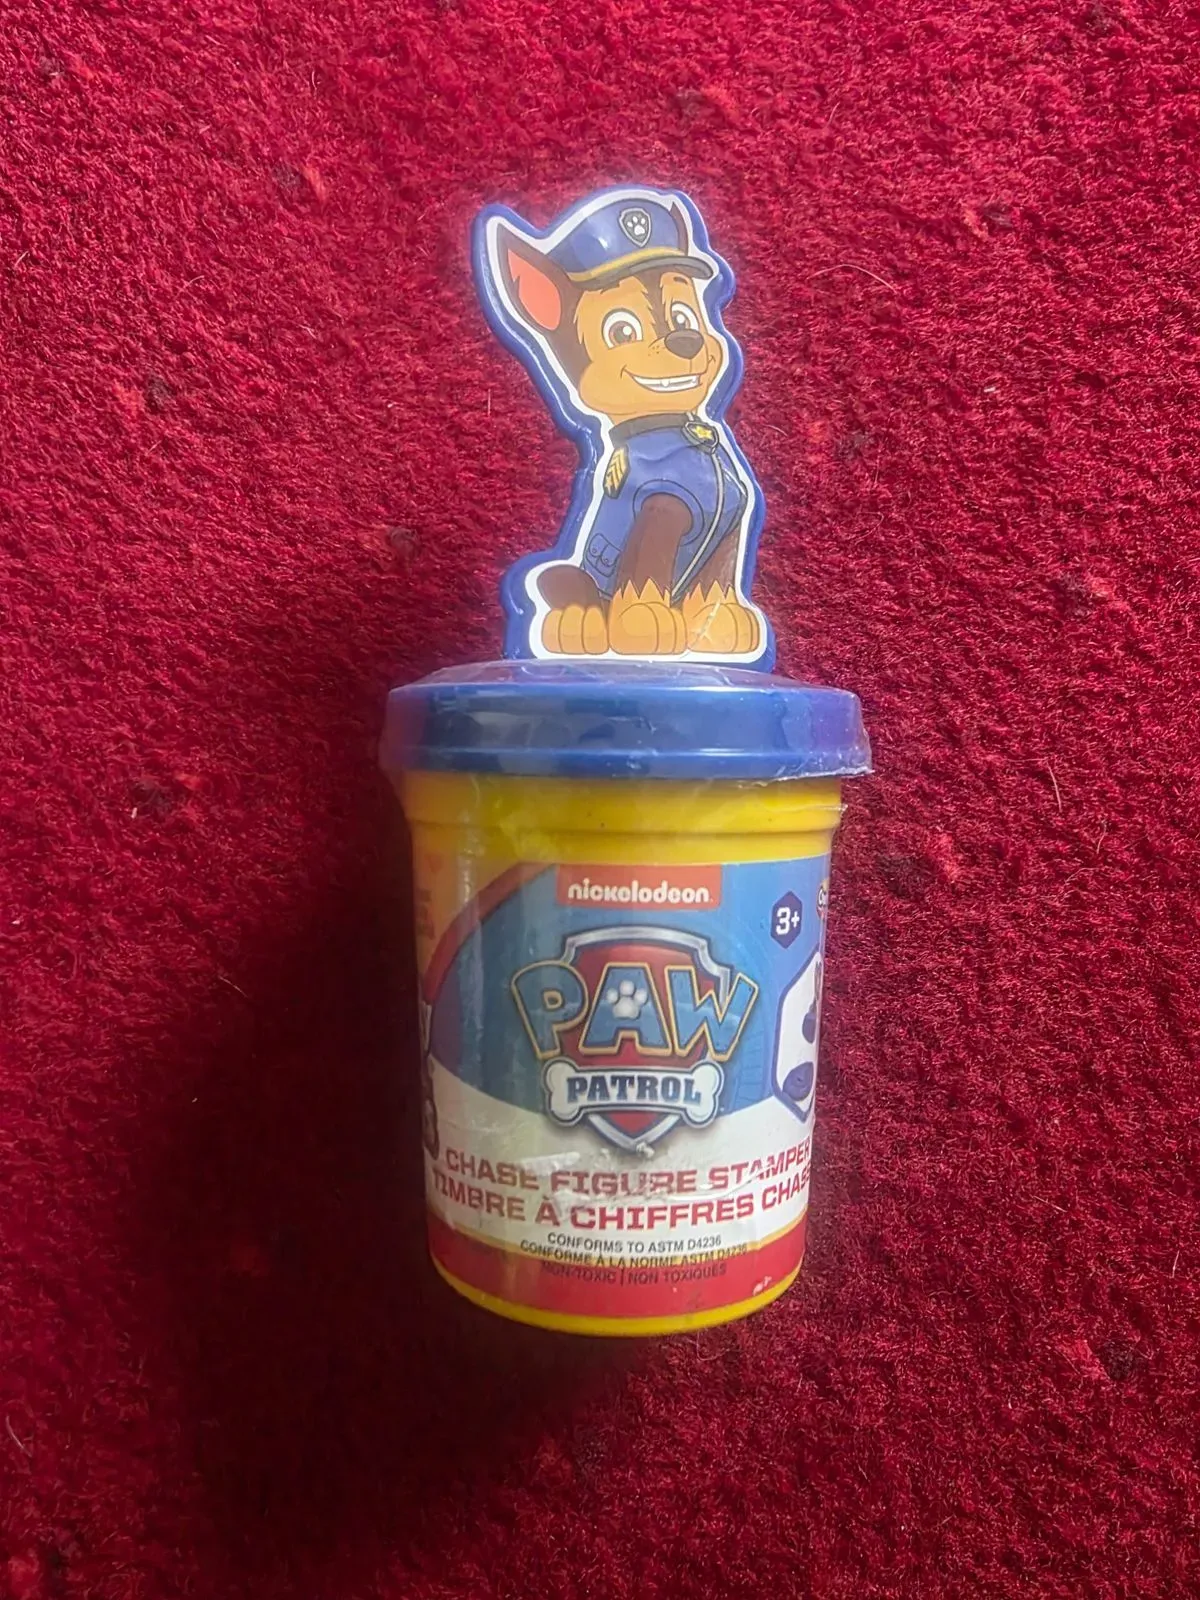 nickelodeon
3+
PAW
PATROL
CHASE FIGURE STAMPER
TIMBRE À CHIFFRES CHASE
CONFORMS TO ASTM D4236
CONFORME À LA NORME ASTM D4236
NON-TOXIC | NON TOXIQUES